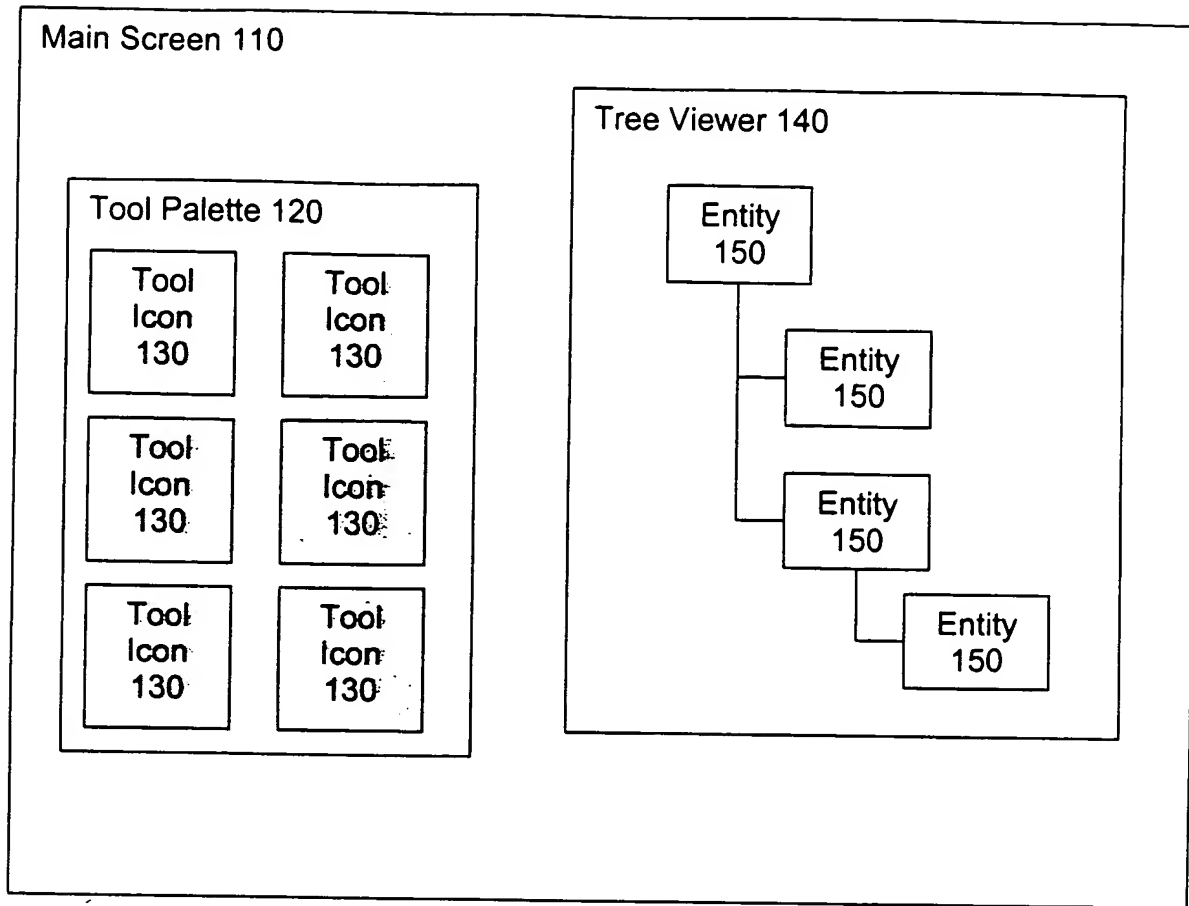 Main Screen 110
Tree Viewer 140
Tool Palette 120
Tool
Icon
130
Tool
Icon
130
Tool
Icon
130
Tool
Icon
130
Tool
Icon
130
Tool
Icon
130
Entity
150
Entity
150
Entity
150
Entity
150